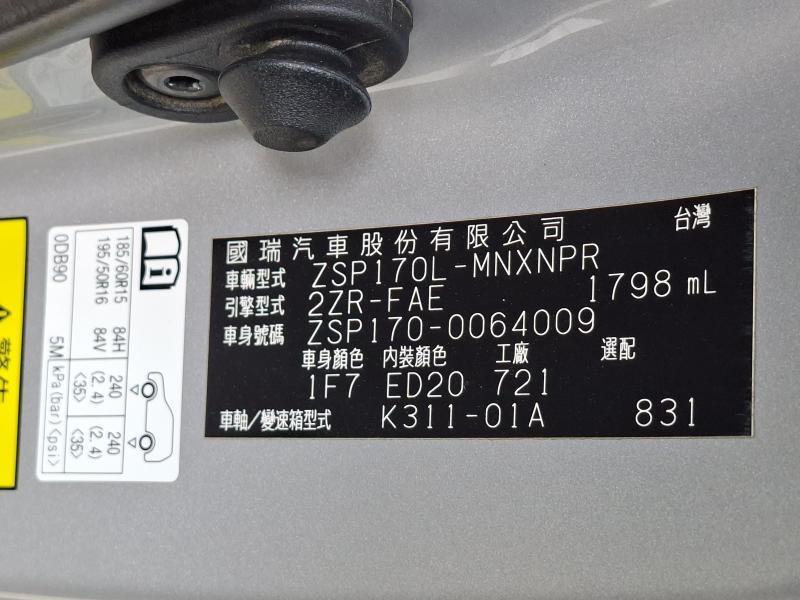 國瑞汽車股份有限公司 台灣
車輛型式 ZSP170L-MNXNPR
引擎型式 2ZR-FAE 1798 mL
車身號碼 ZSP170-0064009
車身顏色 內裝顏色 工廠 選配
1F7 ED20 721
車軸/變速箱型式 K311-01A 831
185/60R15 84H 240 (2.4) <35> 240 (2.4) <35>
195/50R16 84V
0DB90 5M kPa(bar)<psi>